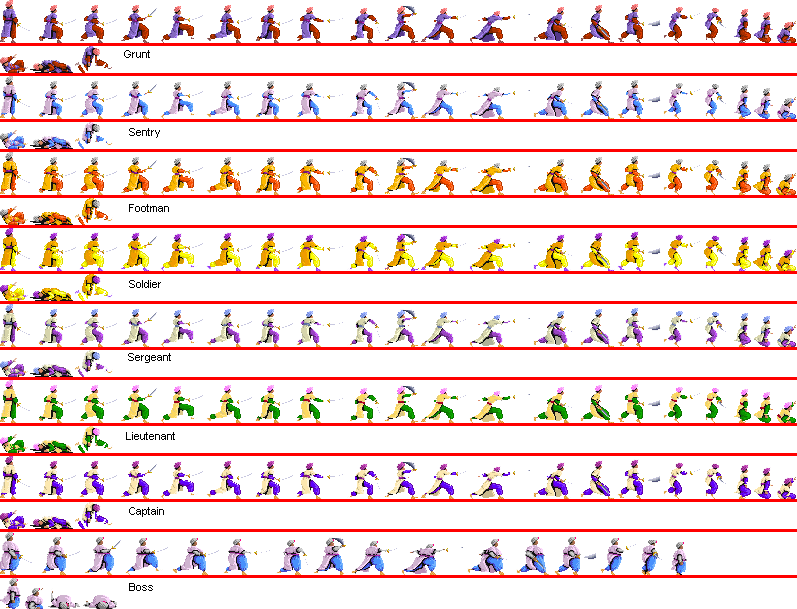 Grunt
Sentry
Footman
Soldier
Sergeant
Lieutenant
Captain
Boss